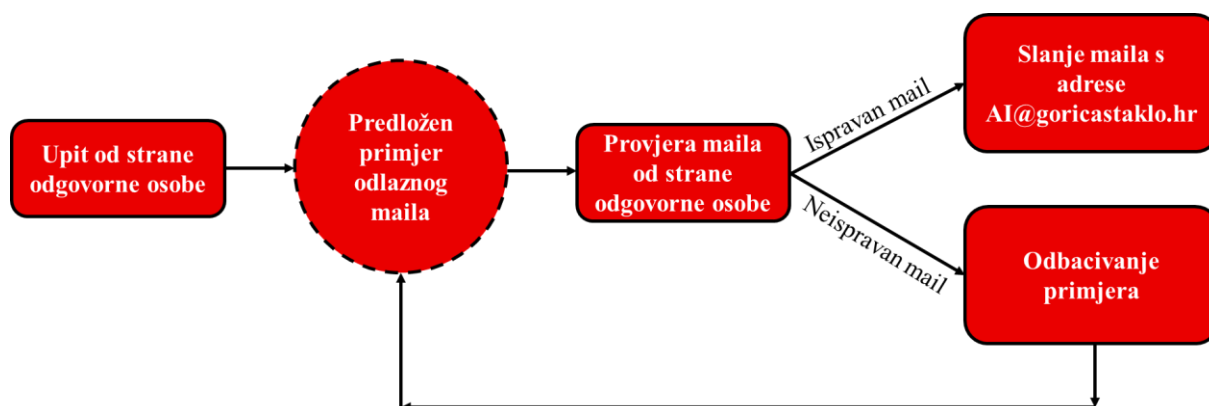 Upit od strane
odgovorne osobe
Predložen
primjer
odlaznog
maila
Provjera maila
od strane
odgovorne osobe
Ispravan mail
Neispravan mail
Slanje maila s
adrese
AI@goricastaklo.hr
Odbacivanje
primjera